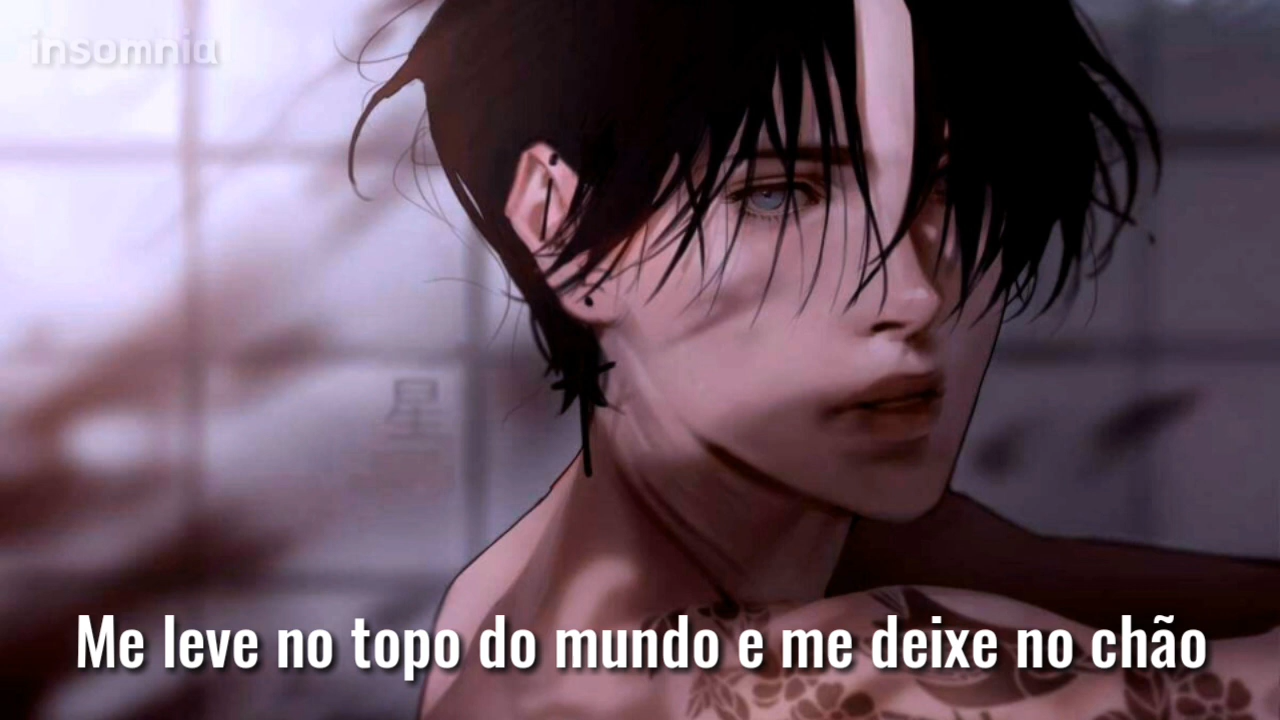 insomnia
星
Me leve no topo do mundo e me deixe no chão